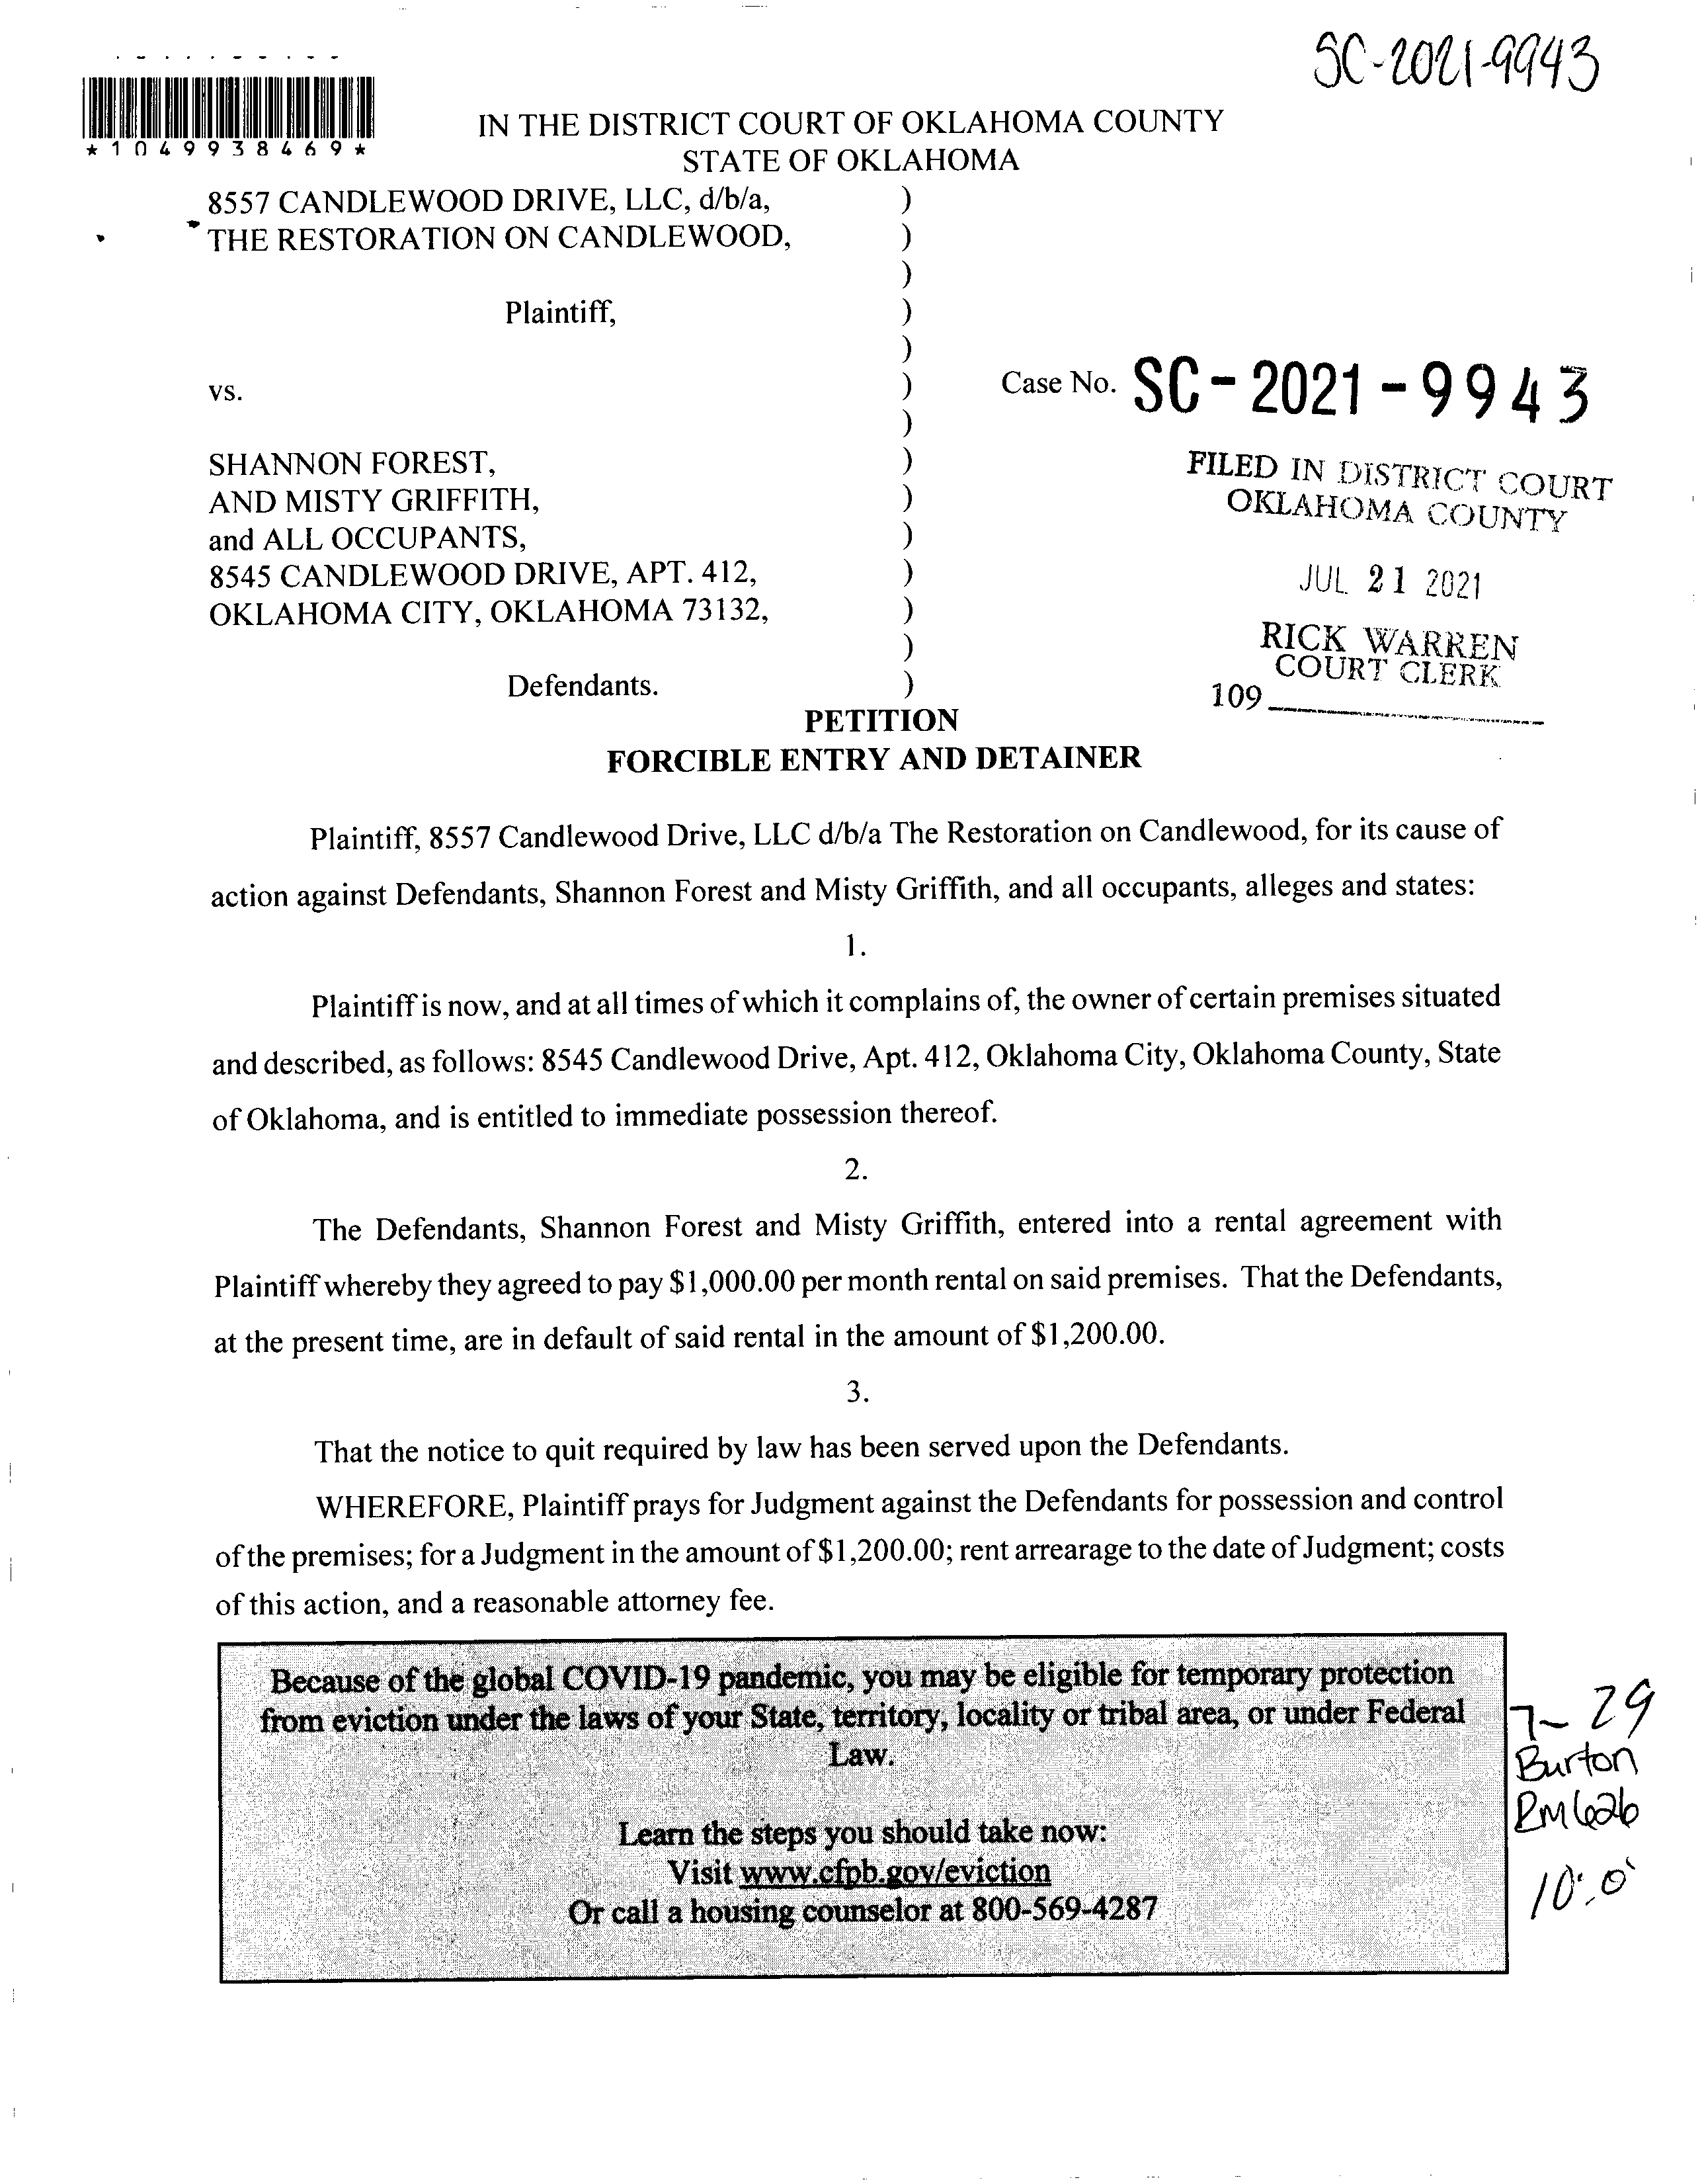 SC-2021-9943
*1049938469*
IN THE DISTRICT COURT OF OKLAHOMA COUNTY
STATE OF OKLAHOMA
8557 CANDLEWOOD DRIVE, LLC, d/b/a, )
THE RESTORATION ON CANDLEWOOD, )
)
Plaintiff, )
)
vs. ) Case No. SC-2021-9943
)
SHANNON FOREST, )
AND MISTY GRIFFITH, )
and ALL OCCUPANTS, )
8545 CANDLEWOOD DRIVE, APT. 412, )
OKLAHOMA CITY, OKLAHOMA 73132, )
)
Defendants. )
FILED IN DISTRICT COURT
OKLAHOMA COUNTY
JUL 21 2021
RICK WARREN
COURT CLERK
109
PETITION
FORCIBLE ENTRY AND DETAINER
Plaintiff, 8557 Candlewood Drive, LLC d/b/a The Restoration on Candlewood, for its cause of
action against Defendants, Shannon Forest and Misty Griffith, and all occupants, alleges and states:
1.
Plaintiff is now, and at all times of which it complains of, the owner of certain premises situated
and described, as follows: 8545 Candlewood Drive, Apt. 412, Oklahoma City, Oklahoma County, State
of Oklahoma, and is entitled to immediate possession thereof.
2.
The Defendants, Shannon Forest and Misty Griffith, entered into a rental agreement with
Plaintiff whereby they agreed to pay $1,000.00 per month rental on said premises. That the Defendants,
at the present time, are in default of said rental in the amount of $1,200.00.
3.
That the notice to quit required by law has been served upon the Defendants.
WHEREFORE, Plaintiff prays for Judgment against the Defendants for possession and control
of the premises; for a Judgment in the amount of $1,200.00; rent arrearage to the date of Judgment; costs
of this action, and a reasonable attorney fee.
Because of the global COVID-19 pandemic, you may be eligible for temporary protection
from eviction under the laws of your State, territory, locality or tribal area, or under Federal
Law.
Learn the steps you should take now:
Visit www.cfpb.gov/eviction
Or call a housing counselor at 800-569-4287
7-29
Burton
Rm 626